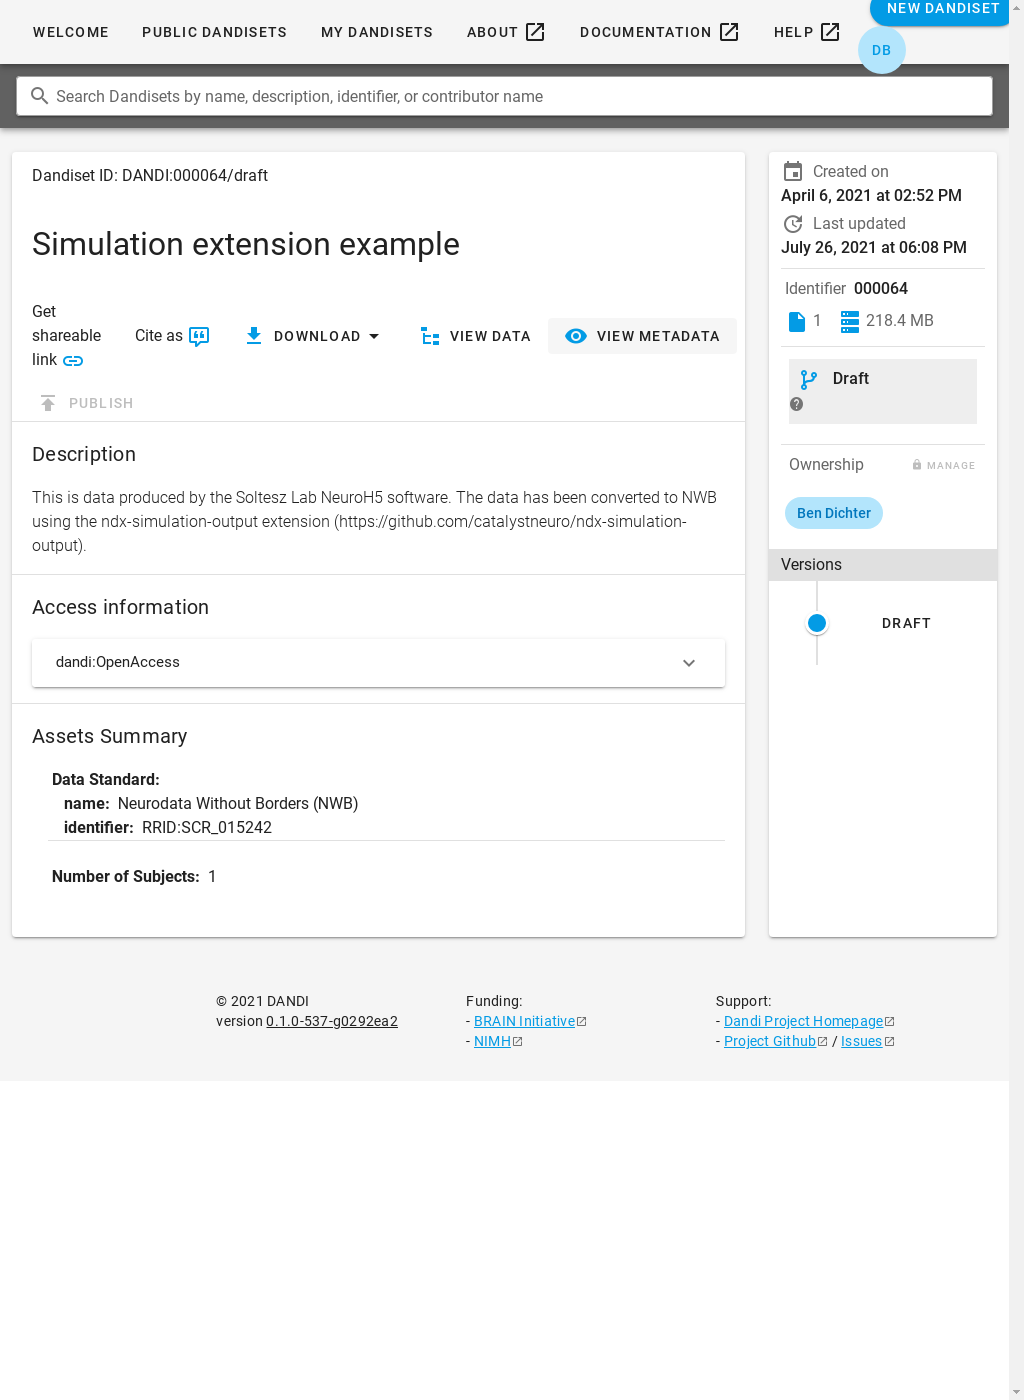 WELCOME PUBLIC DANDISETS MY DANDISETS ABOUT DOCUMENTATION HELP NEW DANDISET
DB
Search Dandisets by name, description, identifier, or contributor name
Dandiset ID: DANDI:000064/draft
Simulation extension example
Get
shareable
link
Cite as
DOWNLOAD
VIEW DATA
VIEW METADATA
PUBLISH
Description
This is data produced by the Soltesz Lab NeuroH5 software. The data has been converted to NWB
using the ndx-simulation-output extension (https://github.com/catalystneuro/ndx-simulation-
output).
Access information
dandi:OpenAccess
Assets Summary
Data Standard:
name: Neurodata Without Borders (NWB)
identifier: RRID:SCR_015242
Number of Subjects: 1
Created on
April 6, 2021 at 02:52 PM
Last updated
July 26, 2021 at 06:08 PM
Identifier 000064
1 218.4 MB
Draft
Ownership MANAGE
Ben Dichter
Versions
DRAFT
© 2021 DANDI
version 0.1.0-537-g0292ea2
Funding:
- BRAIN Initiative
- NIMH
Support:
- Dandi Project Homepage
- Project Github / Issues